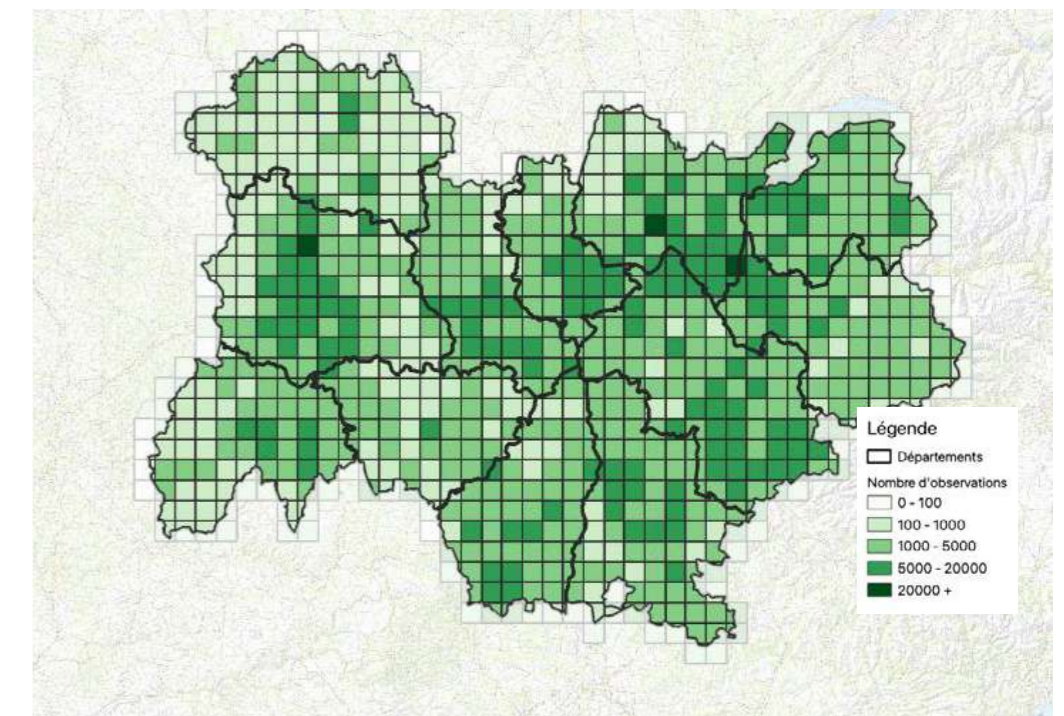 Légende
Départements
Nombre d'observations
0 - 100
100 - 1000
1000 - 5000
5000 - 20000
20000 +